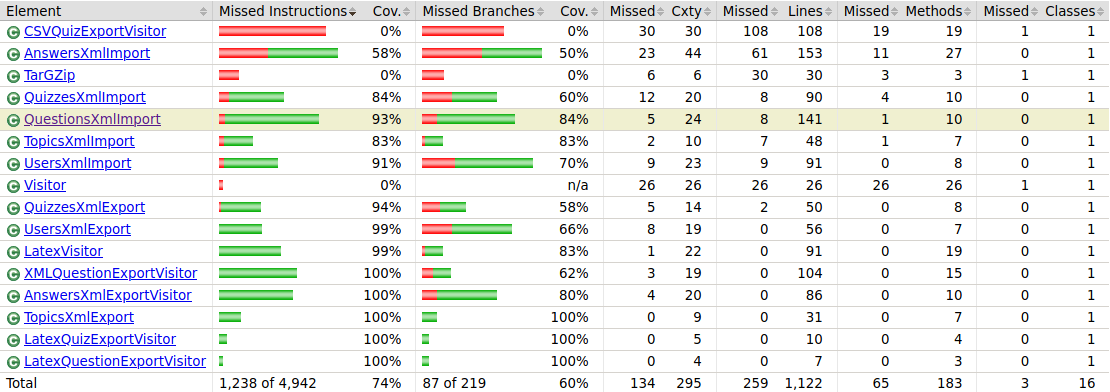 Element Missed Instructions Cov. Missed Branches Cov. Missed Cxty Missed Lines Missed Methods Missed Classes
C CSVQuizExportVisitor 0% 0% 30 30 108 108 19 19 1 1
C AnswersXmlImport 58% 50% 23 44 61 153 11 27 0 1
C TarGZip 0% 0% 6 6 30 30 3 3 1 1
C QuizzesXmlImport 84% 60% 12 20 8 90 4 10 0 1
C QuestionsXmlImport 93% 84% 5 24 8 141 1 10 0 1
C TopicsXmlImport 83% 83% 2 10 7 48 1 7 0 1
C UsersXmlImport 91% 70% 9 23 9 91 0 8 0 1
C Visitor 0% n/a 26 26 26 26 26 26 1 1
C QuizzesXmlExport 94% 58% 5 14 2 50 0 8 0 1
C UsersXmlExport 99% 66% 8 19 0 56 0 7 0 1
C LatexVisitor 99% 83% 1 22 0 91 0 19 0 1
C XMLQuestionExportVisitor 100% 62% 3 19 0 104 0 15 0 1
C AnswersXmlExportVisitor 100% 80% 4 20 0 86 0 10 0 1
C TopicsXmlExport 100% 100% 0 9 0 31 0 7 0 1
C LatexQuizExportVisitor 100% 100% 0 5 0 10 0 4 0 1
C LatexQuestionExportVisitor 100% 100% 0 4 0 7 0 3 0 1
Total 1,238 of 4,942 74% 87 of 219 60% 134 295 259 1,122 65 183 3 16